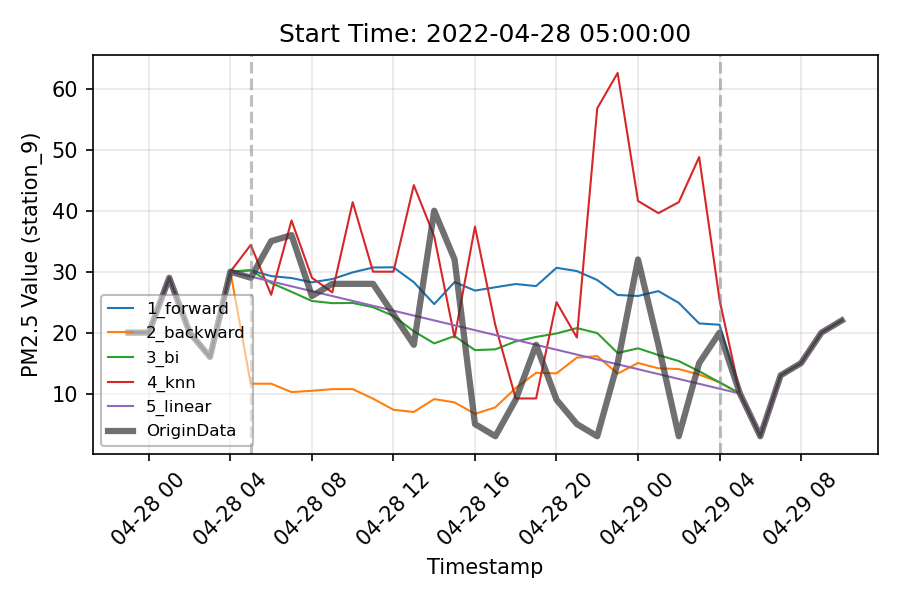 Start Time: 2022-04-28 05:00:00
PM2.5 Value (station_9)
60
50
40
30
20
10
1_forward
2_backward
3_bi
4_knn
5_linear
OriginData
04-28 00
04-28 04
04-28 08
04-28 12
04-28 16
04-28 20
04-29 00
04-29 04
04-29 08
Timestamp